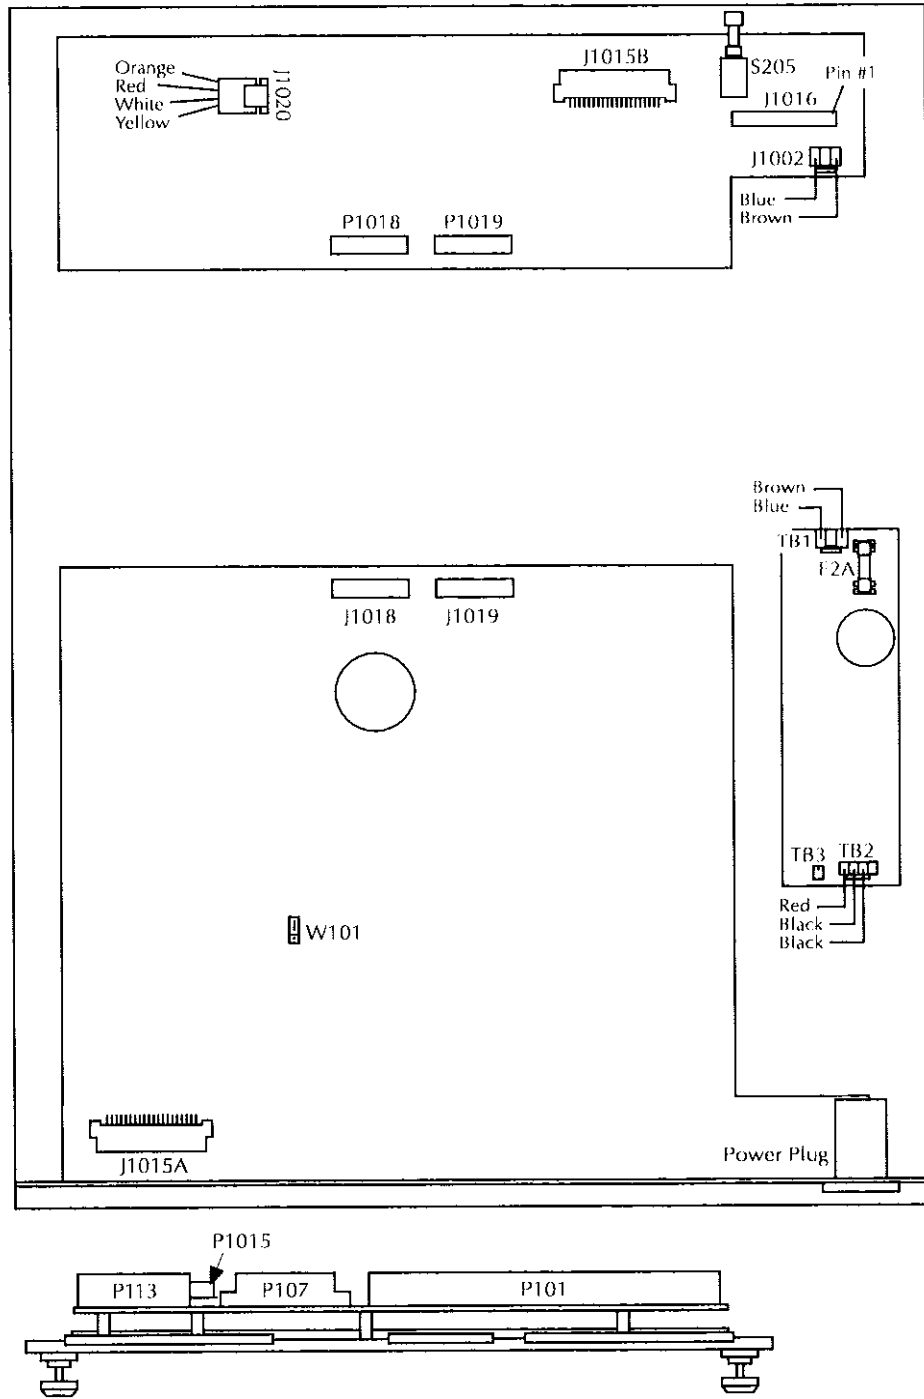 Orange
Red
White
Yellow
J1020
J1015B
S205
Pin #1
J1016
J1002
Blue
Brown
P1018
P1019
Brown
Blue
TB1
F2A
J1018
J1019
TB3
TB2
Red
Black
Black
W101
J1015A
Power Plug
P1015
P113
P107
P101